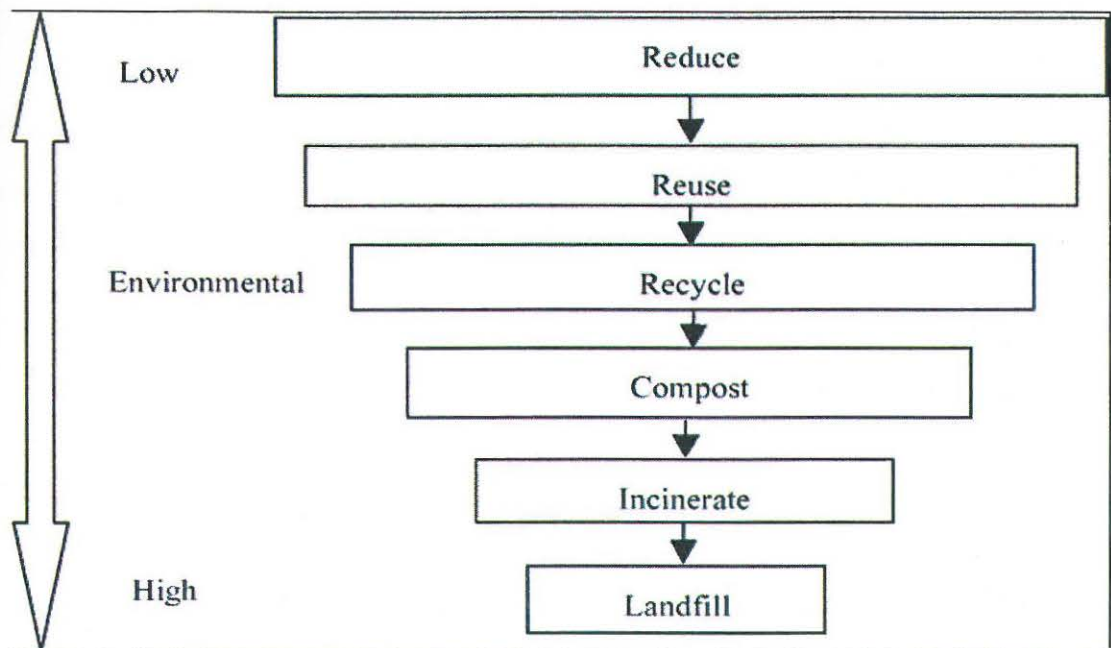 Reduce
Low
Reuse
Environmental
Recycle
Compost
Incinerate
High
Landfill